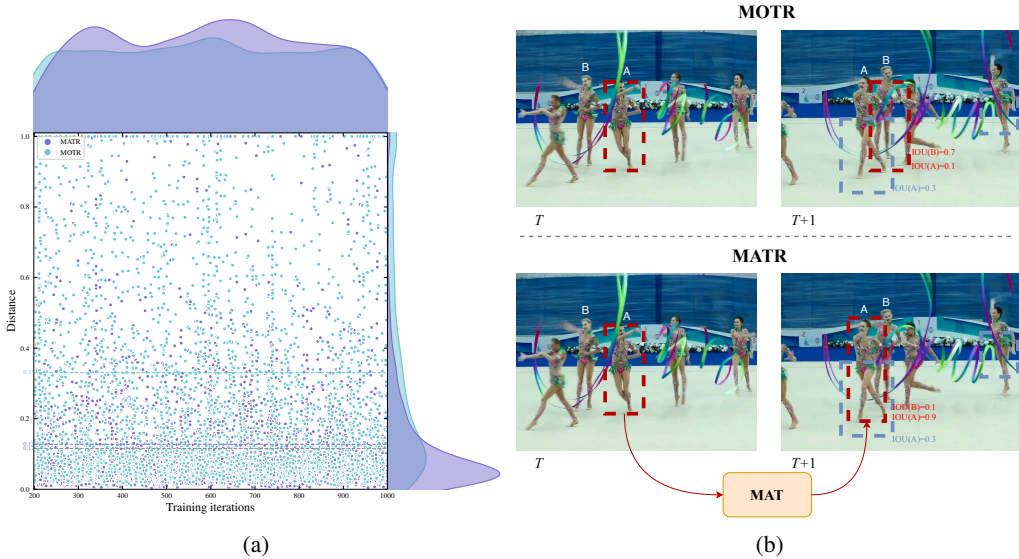 MOTR
B
A
A
B
IOU(B)=0.7
IOU(A)=0.1
IOU(A)=0.3
T
T+1
MATR
B
A
A
B
IOU(B)=0.1
IOU(A)=0.9
IOU(A)=0.3
T
T+1
MAT
MATR
MOTR
1.0
0.8
0.6
0.4
0.2
0.0
Distance
200 300 400 500 600 700 800 900 1000
Training iterations
(a)
(b)